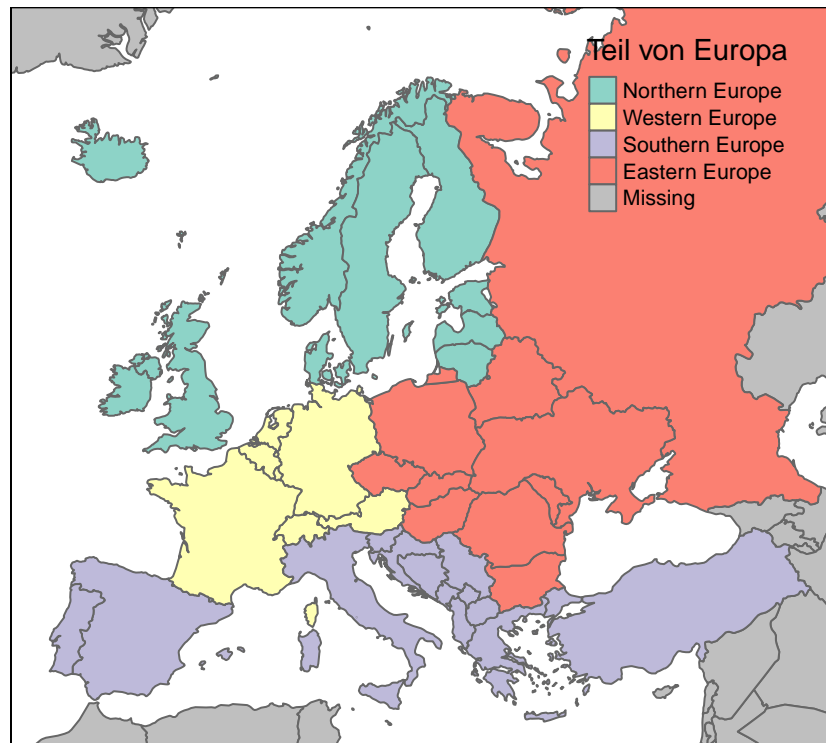 Teil von Europa
Northern Europe
Western Europe
Southern Europe
Eastern Europe
Missing